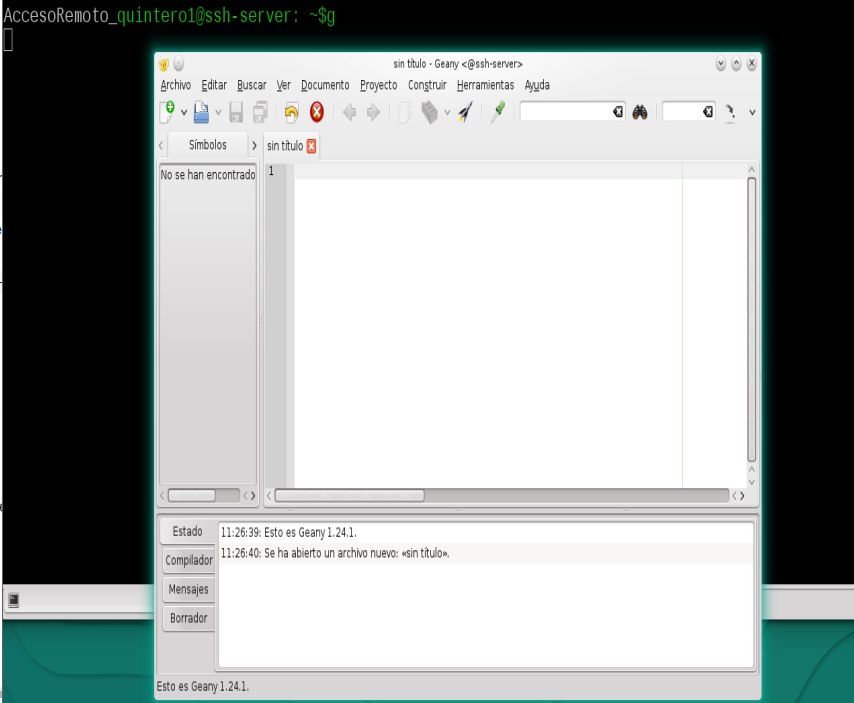 AccesoRemoto_quintero1@ssh-server: ~$g
sin título - Geany <@ssh-server>
Archivo Editar Buscar Ver Documento Proyecto Construir Herramientas Ayuda
Símbolos
sin título
No se han encontrado
1
Estado
Compilador
Mensajes
Borrador
11:26:39: Esto es Geany 1.24.1.
11:26:40: Se ha abierto un archivo nuevo: «sin título».
Esto es Geany 1.24.1.